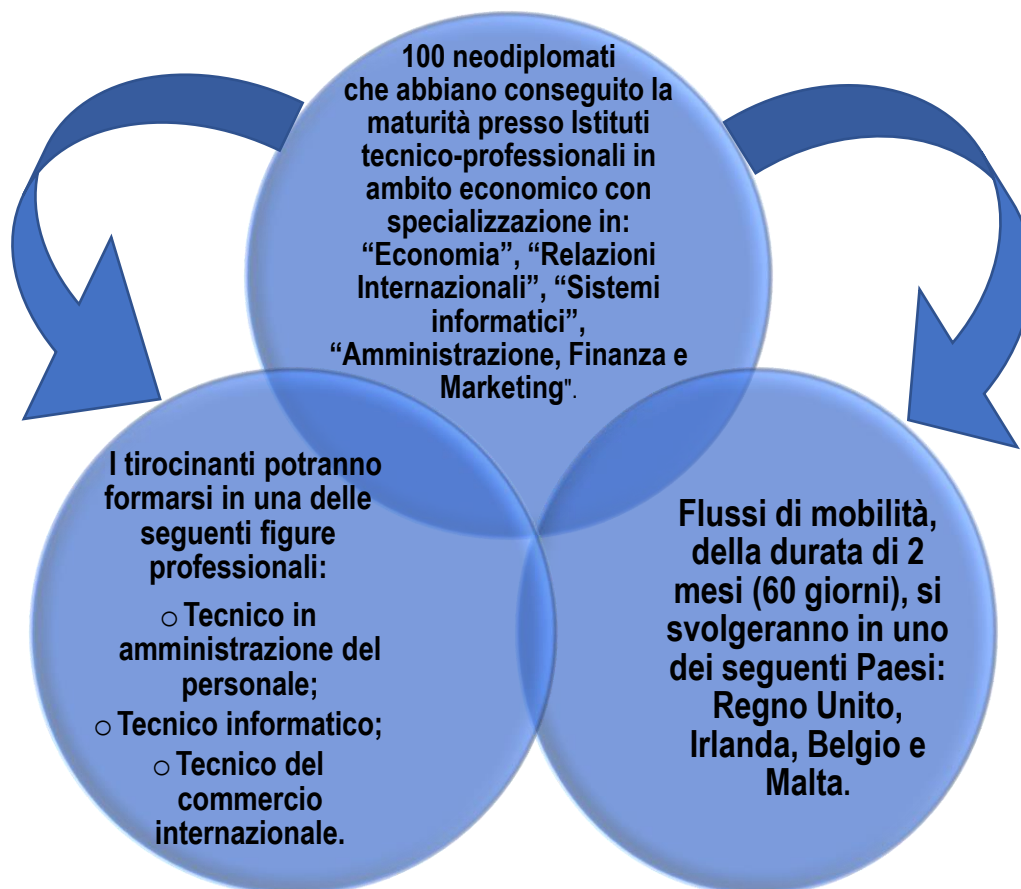 100 neodiplomati
che abbiano conseguito la
maturità presso Istituti
tecnico-professionali in
ambito economico con
specializzazione in:
“Economia”, “Relazioni
Internazionali”, “Sistemi
informatici”,
“Amministrazione, Finanza e
Marketing".
I tirocinanti potranno
formarsi in una delle
seguenti figure
professionali:
○ Tecnico in
amministrazione del
personale;
○ Tecnico informatico;
○ Tecnico del
commercio
internazionale.
Flussi di mobilità,
della durata di 2
mesi (60 giorni), si
svolgeranno in uno
dei seguenti Paesi:
Regno Unito,
Irlanda, Belgio e
Malta.